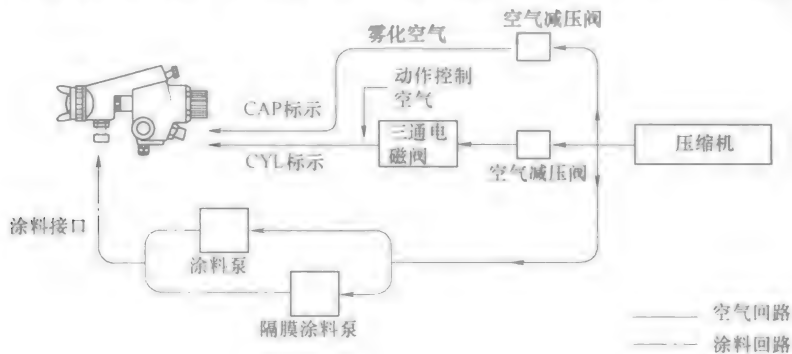 空气减压阀
雾化空气
动作控制
空气
CAP标示
三通电
磁阀
压缩机
CYL标示
空气减压阀
涂料接口
涂料泵
隔膜涂料泵
空气回路
涂料回路